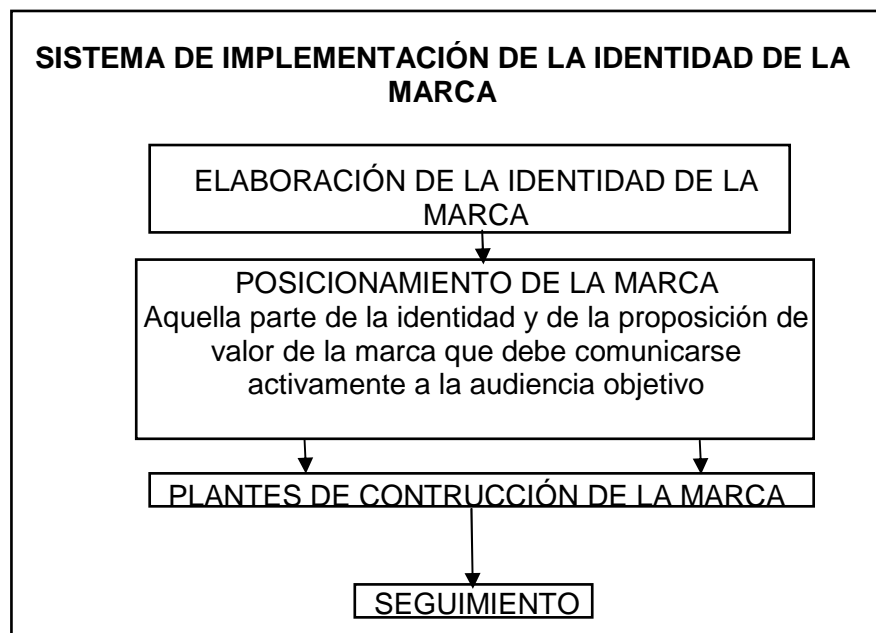 SISTEMA DE IMPLEMENTACIÓN DE LA IDENTIDAD DE LA
MARCA
ELABORACIÓN DE LA IDENTIDAD DE LA
MARCA
POSICIONAMIENTO DE LA MARCA
Aquella parte de la identidad y de la proposición de
valor de la marca que debe comunicarse
activamente a la audiencia objetivo
PLANTES DE CONTRUCCIÓN DE LA MARCA
SEGUIMIENTO